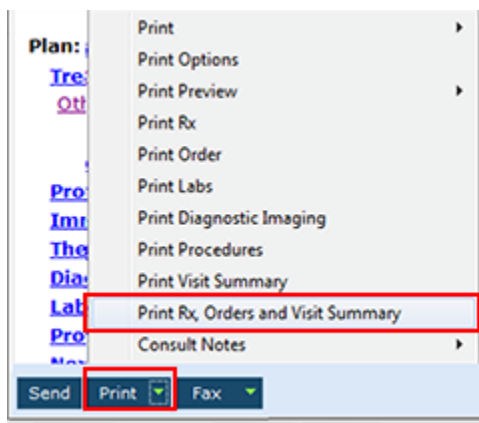 Print
Plan:
Print Options
Print Preview
Print Rx
Print Order
Print Labs
Print Diagnostic Imaging
Print Procedures
Print Visit Summary
Print Rx, Orders and Visit Summary
Consult Notes
Send Print Fax